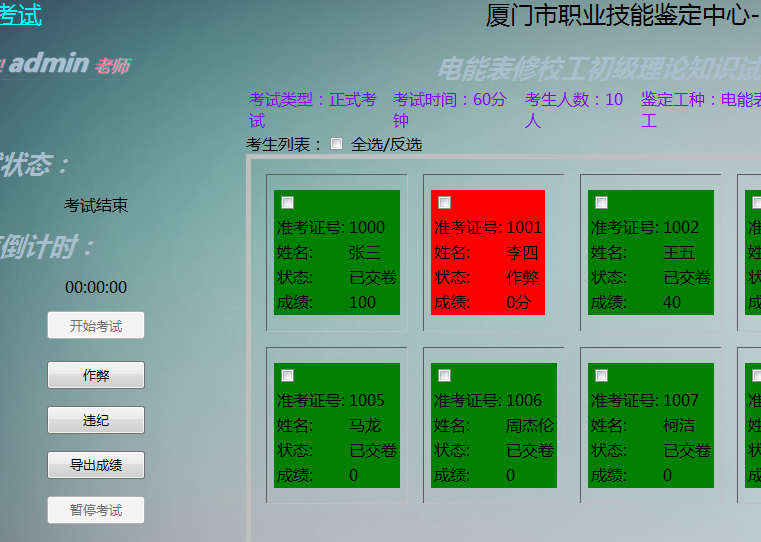 考试
厦门市职业技能鉴定中心-
! admin 老师
电能表修校工初级理论知识试
考试类型：正式考试
考试时间：60分钟
考生人数：10人
鉴定工种：电能表
工
考生列表： 全选/反选
状态：
考试结束
倒计时：
00:00:00
开始考试
作弊
违纪
导出成绩
暂停考试
准考证号: 1000
姓名: 张三
状态: 已交卷
成绩: 100
准考证号: 1001
姓名: 李四
状态: 作弊
成绩: 0分
准考证号: 1002
姓名: 王五
状态: 已交卷
成绩: 40
准考证号: 1005
姓名: 马龙
状态: 已交卷
成绩: 0
准考证号: 1006
姓名: 周杰伦
状态: 已交卷
成绩: 0
准考证号: 1007
姓名: 柯洁
状态: 已交卷
成绩: 0